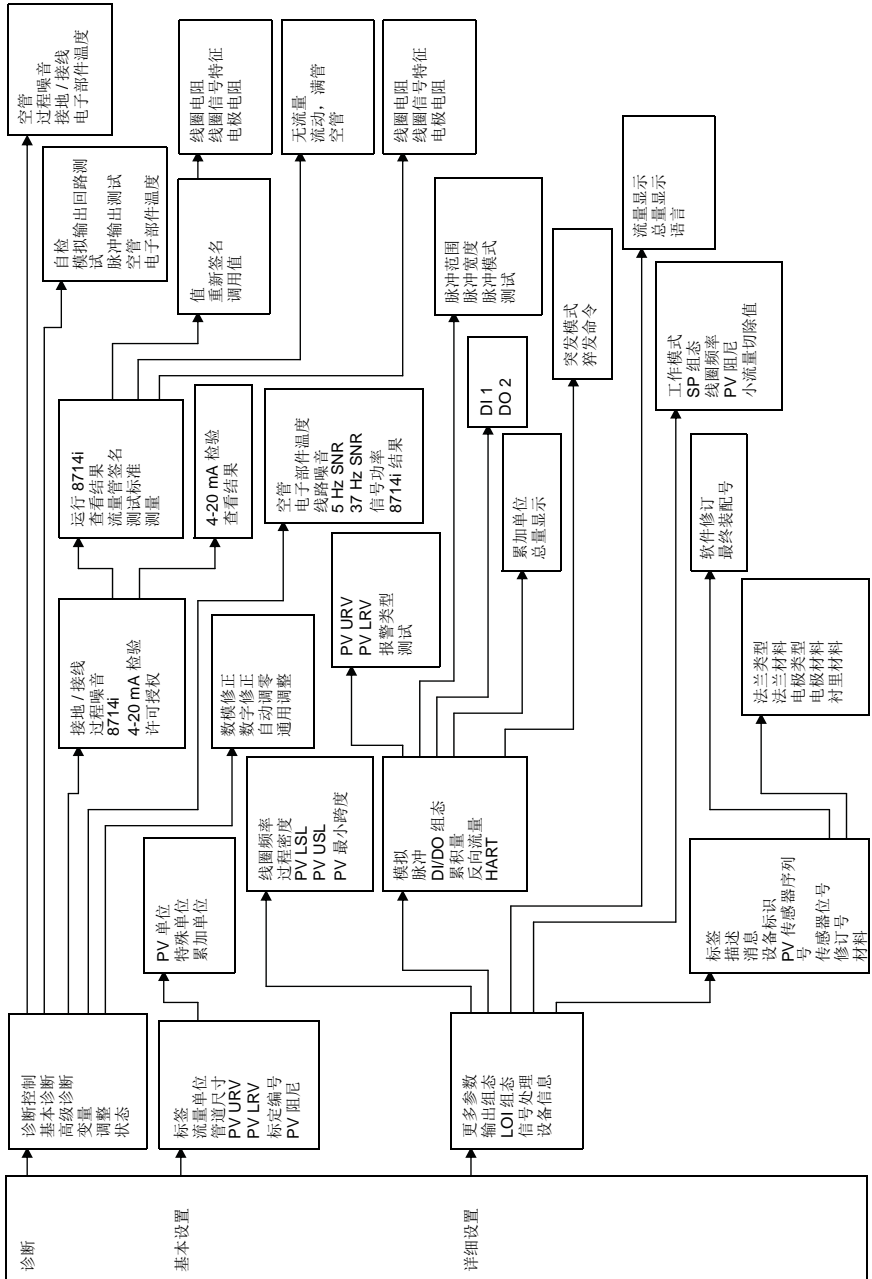 诊断
基本设置
详细设置
诊断控制
基本诊断
高级诊断
变量
调整
状态
标签
流量单位
管道尺寸
PV URV
PV LRV
标定编号
PV 阻尼
更多参数
输出组态
LOI 组态
信号处理
设备信息
PV 单位
特殊单位
累加单位
接地 / 接线
过程噪音
8714i
4-20 mA 检验
许可授权
数模修正
数字修正
自动调零
通用调整
线圈频率
过程密度
PV LSL
PV USL
PV 最小跨度
模拟
脉冲
DI/DO 组态
累积量
反向流量
HART
标签
描述
消息
设备标识
PV 传感器序列
号
传感器位号
修订号
材料
运行 8714i
查看结果
流量管签名
测试标准
测量
4-20 mA 检验
查看结果
空管
电子部件温度
线路噪音
5 Hz SNR
37 Hz SNR
信号功率
8714i 结果
PV URV
PV LRV
报警类型
测试
累加单位
总量显示
软件修订
最终装配号
法兰类型
法兰材料
电极类型
电极材料
衬里材料
空管
过程噪音
接地 / 接线
电子部件温度
自检
模拟输出回路测
试
脉冲输出测试
空管
电子部件温度
值
重新签名
调用值
线圈电阻
线圈信号特征
电极电阻
无流量
流动，满管
空管
线圈电阻
线圈信号特征
电极电阻
脉冲范围
脉冲宽度
脉冲模式
测试
DI 1
DO 2
突发模式
猝发命令
流量显示
总量显示
语言
工作模式
SP 组态
线圈频率
PV 阻尼
小流量切除值